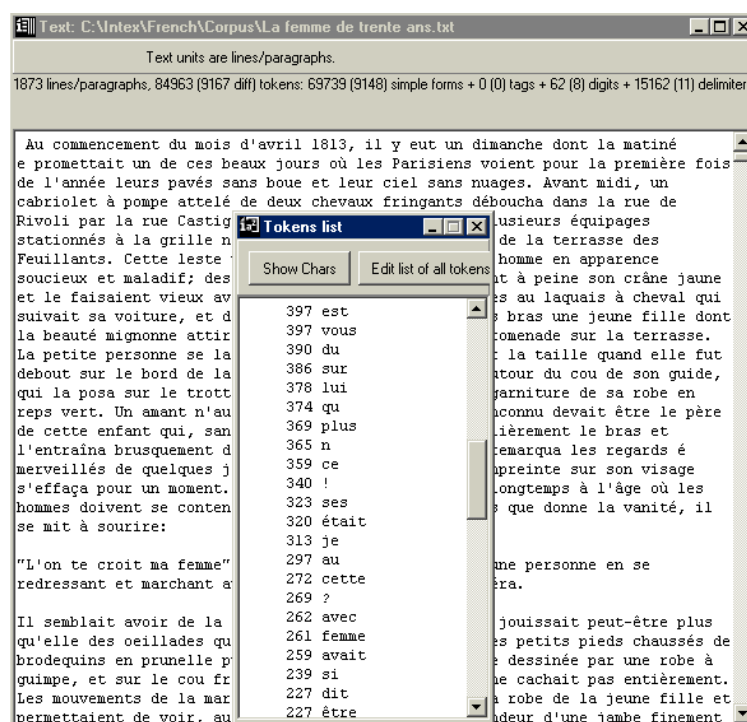 Text: C:\Intex\French\Corpus\La femme de trente ans.txt
Text units are lines/paragraphs.
1873 lines/paragraphs, 84963 (9167 diff) tokens: 69739 (9148) simple forms + 0 (0) tags + 62 (8) digits + 15162 (11) delimiter
Au commencement du mois d'avril 1813, il y eut un dimanche dont la matiné
e promettait un de ces beaux jours où les Parisiens voient pour la première fois
de l'année leurs pavés sans boue et leur ciel sans nuages. Avant midi, un
cabriolet à pompe attelé de deux chevaux fringants déboucha dans la rue de
Rivoli par la rue Castig lusieurs équipages
stationnés à la grille n de la terrasse des
Feuillants. Cette leste homme en apparence
soucieux et maladif; des t à peine son crâne jaune
et le faisaient vieux av s au laquais à cheval qui
suivait sa voiture, et d bras une jeune fille dont
la beauté mignonne attir omenade sur la terrasse.
La petite personne se la la taille quand elle fut
debout sur le bord de la tour du cou de son guide,
qui la posa sur le trott garniture de sa robe en
reps vert. Un amant n'au nconnu devait être le père
de cette enfant qui, san ièrement le bras et
l'entraîna brusquement d emarqua les regards é
merveillés de quelques j preinte sur son visage
s'effaça pour un moment. ongtemps à l'âge où les
hommes doivent se conten s que donne la vanité, il
se mit à sourire:
"L'on te croit ma femme" ne personne en se
redressant et marchant a éra.
Il semblait avoir de la jouissait peut-être plus
qu'elle des oeillades qu s petits pieds chaussés de
brodequins en prunelle p dessinée par une robe à
guimpe, et sur le cou fr e cachait pas entièrement.
Les mouvements de la mar robe de la jeune fille et
permettaient de voir, au ndeur d'une jambe finement
Tokens list
Show Chars Edit list of all tokens
397 est
397 vous
390 du
386 sur
378 lui
374 qu
369 plus
365 n
359 ce
340 !
323 ses
320 était
313 je
297 au
272 cette
269 ?
262 avec
261 femme
259 avait
239 si
227 dit
227 être